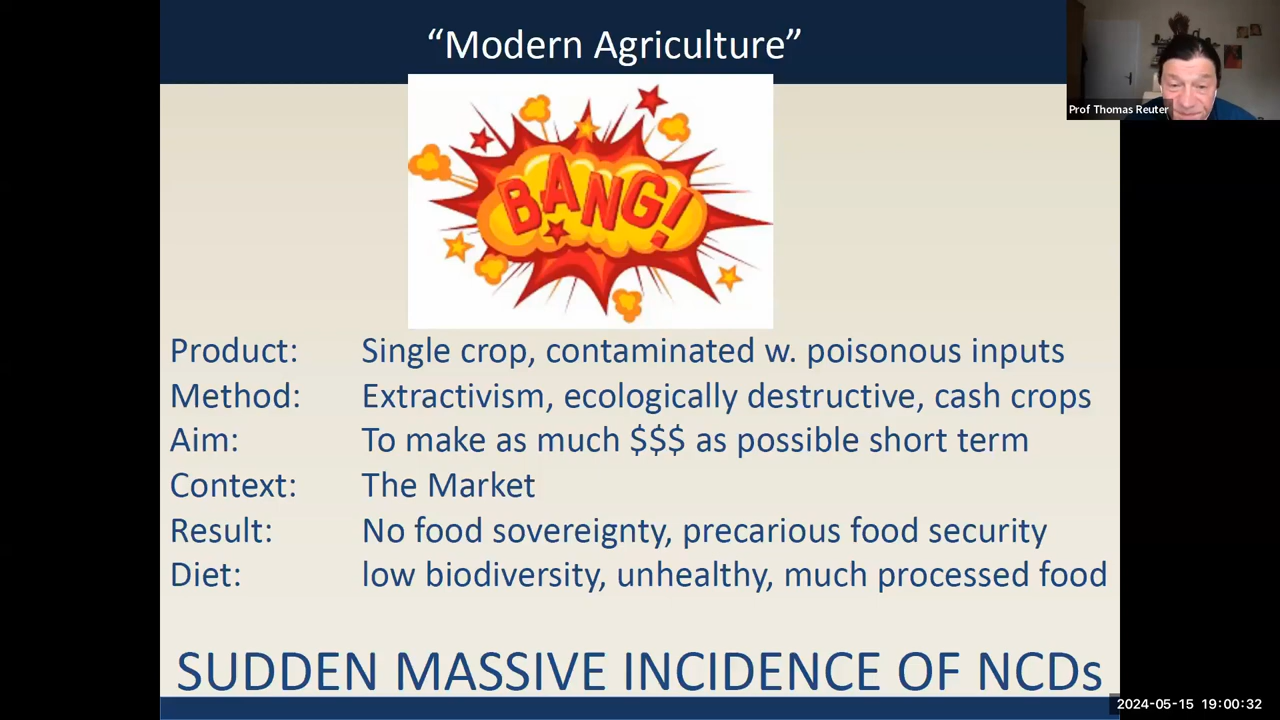 “Modern Agriculture”
Prof Thomas Reuter
BANG!
Product: Single crop, contaminated w. poisonous inputs
Method: Extractivism, ecologically destructive, cash crops
Aim: To make as much $$$ as possible short term
Context: The Market
Result: No food sovereignty, precarious food security
Diet: low biodiversity, unhealthy, much processed food
SUDDEN MASSIVE INCIDENCE OF NCDs
2024-05-15 19:00:32